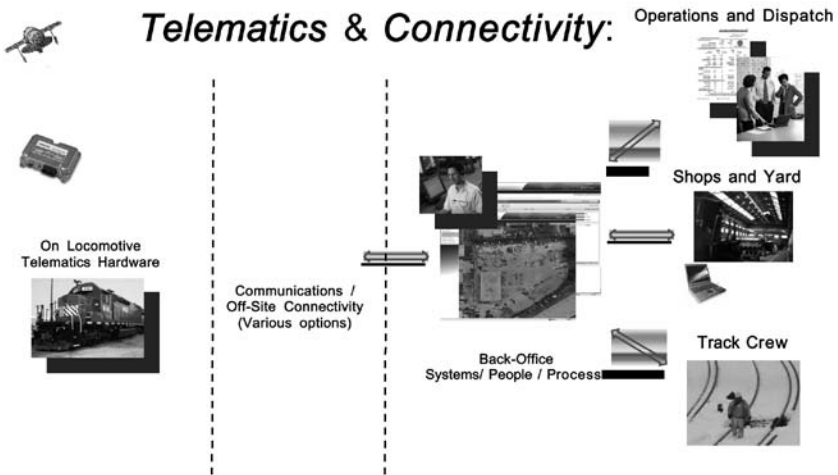 Telematics & Connectivity:
Operations and Dispatch
Shops and Yard
On Locomotive
Telematics Hardware
Communications /
Off-Site Connectivity
(Various options)
Back-Office
Systems/ People / Process
Track Crew